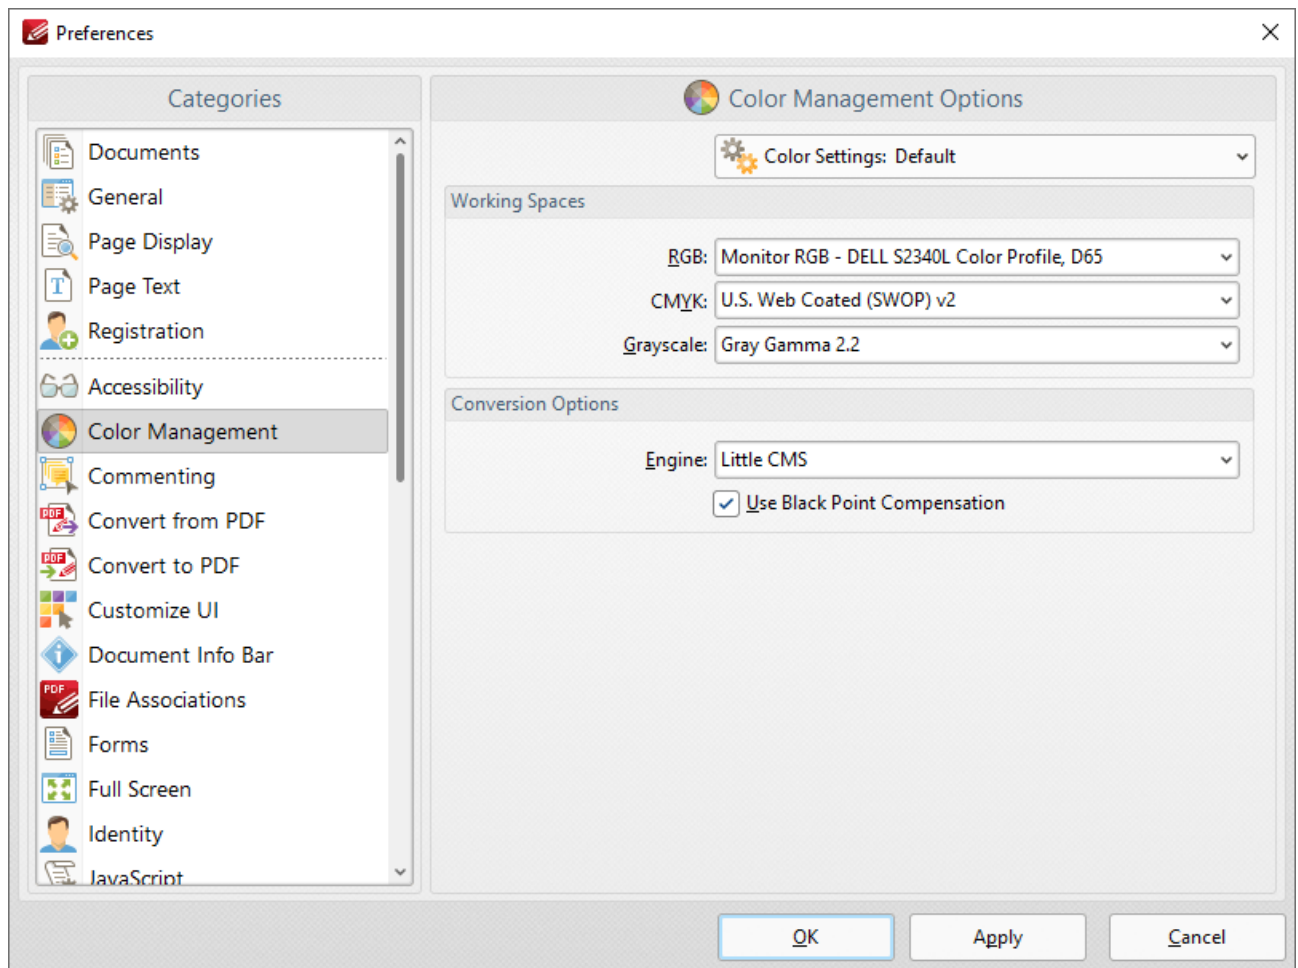 Preferences
Categories
Documents
General
Page Display
Page Text
Registration
Accessibility
Color Management
Commenting
PDF
Convert from PDF
PDF
Convert to PDF
Customize UI
Document Info Bar
PDF
File Associations
Forms
Full Screen
Identity
JavaScript
Color Management Options
Color Settings: Default
Working Spaces
RGB: Monitor RGB - DELL S2340L Color Profile, D65
CMYK: U.S. Web Coated (SWOP) v2
Grayscale: Gray Gamma 2.2
Conversion Options
Engine: Little CMS
Use Black Point Compensation
OK
Apply
Cancel